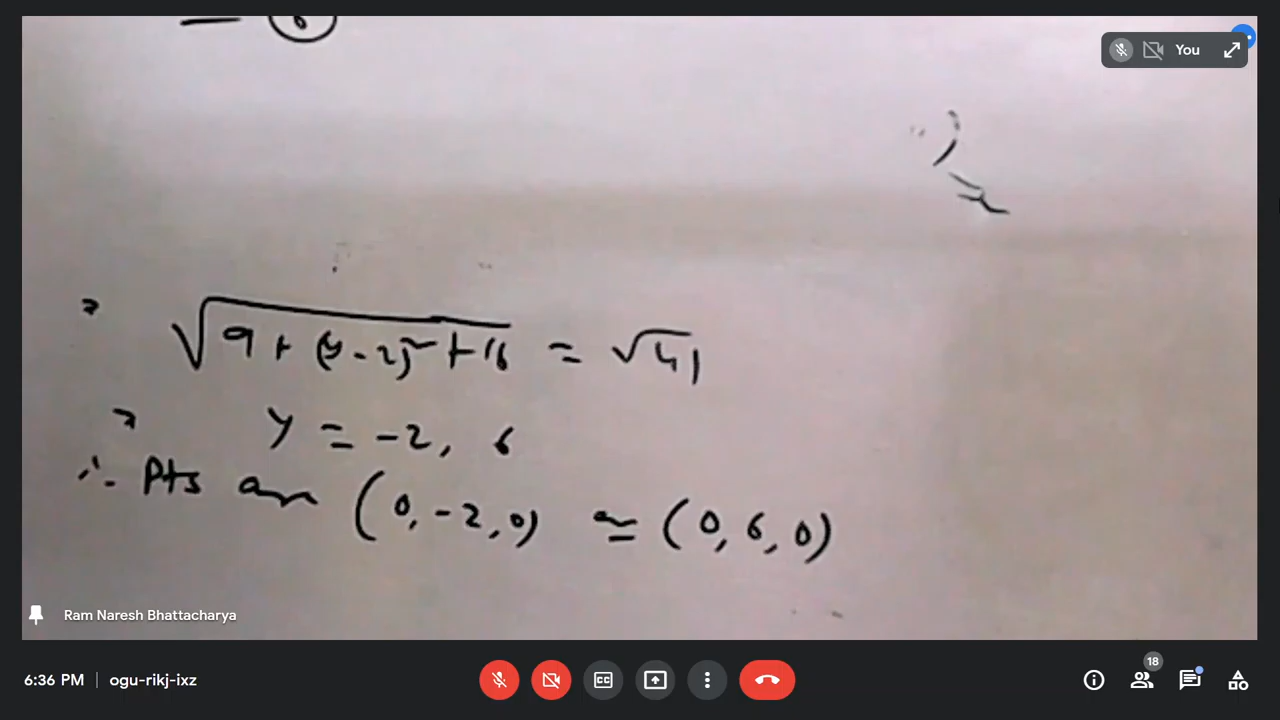 — ⑥
You
√(9 + (y - 2)² + 16) = √41
y = -2, 6
∴ Pts are (0, -2, 0) & (0, 6, 0)
Ram Naresh Bhattacharya
18
6:36 PM | ogu-rikj-ixz